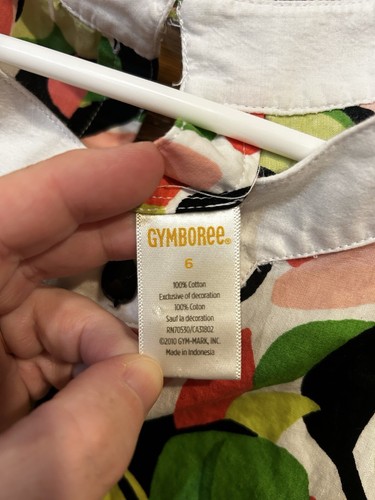 GYMBOREE®
6
100% Cotton
Exclusive of decoration
100% Coton
Sauf la décoration
RN70530/CA31802
©2010 GYM-MARK, INC.
Made in Indonesia